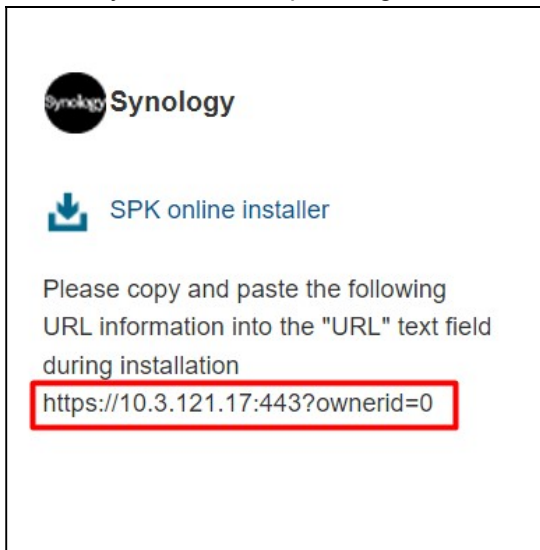 Synology Synology
SPK online installer
Please copy and paste the following
URL information into the "URL" text field
during installation
https://10.3.121.17:443?ownerid=0